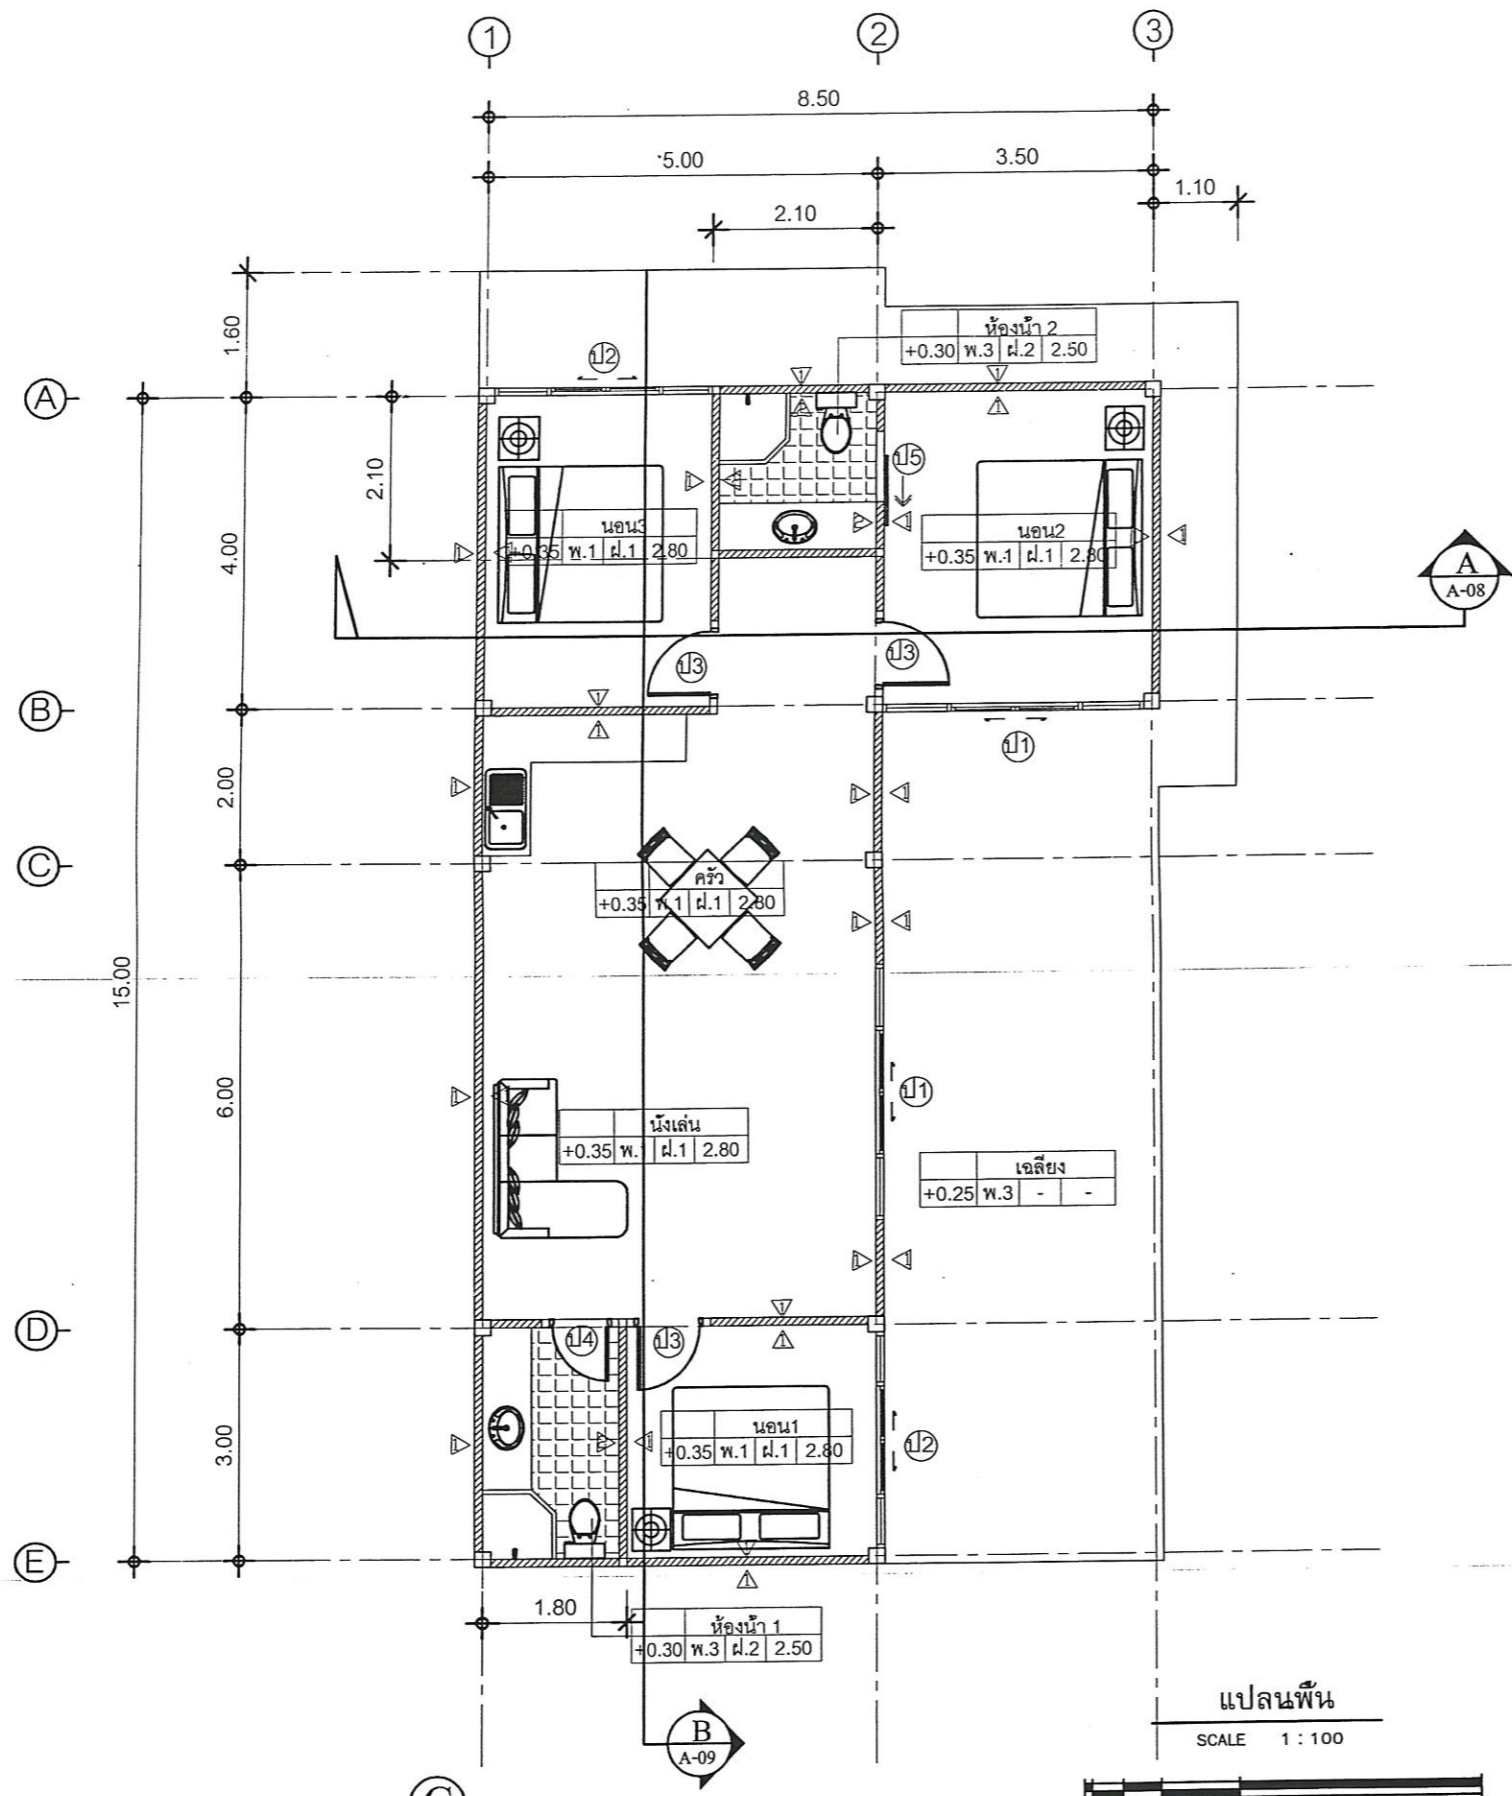 1 2 3
8.50
5.00 3.50
1.10
2.10
1.60
ห้องน้ำ 2
+0.30 พ.3 ฝ.2 2.50
ป2
A
1
1
1
ป5
2.10
4.00
นอน3
+0.35 พ.1 ฝ.1 2.80
นอน2
+0.35 พ.1 ฝ.1 2.80
A
A-08
ป3
ป3
B
1
1
ป1
2.00
C
ครัว
+0.35 พ.1 ฝ.1 2.80
15.00
6.00
ป1
นั่งเล่น
+0.35 พ.1 ฝ.1 2.80
เฉลียง
+0.25 พ.3 - -
D
1
1
ป4
ป3
3.00
นอน1
+0.35 พ.1 ฝ.1 2.80
ป2
E
1
1.80
ห้องน้ำ 1
+0.30 พ.3 ฝ.2 2.50
แปลนพื้น
SCALE 1 : 100
B
A-09